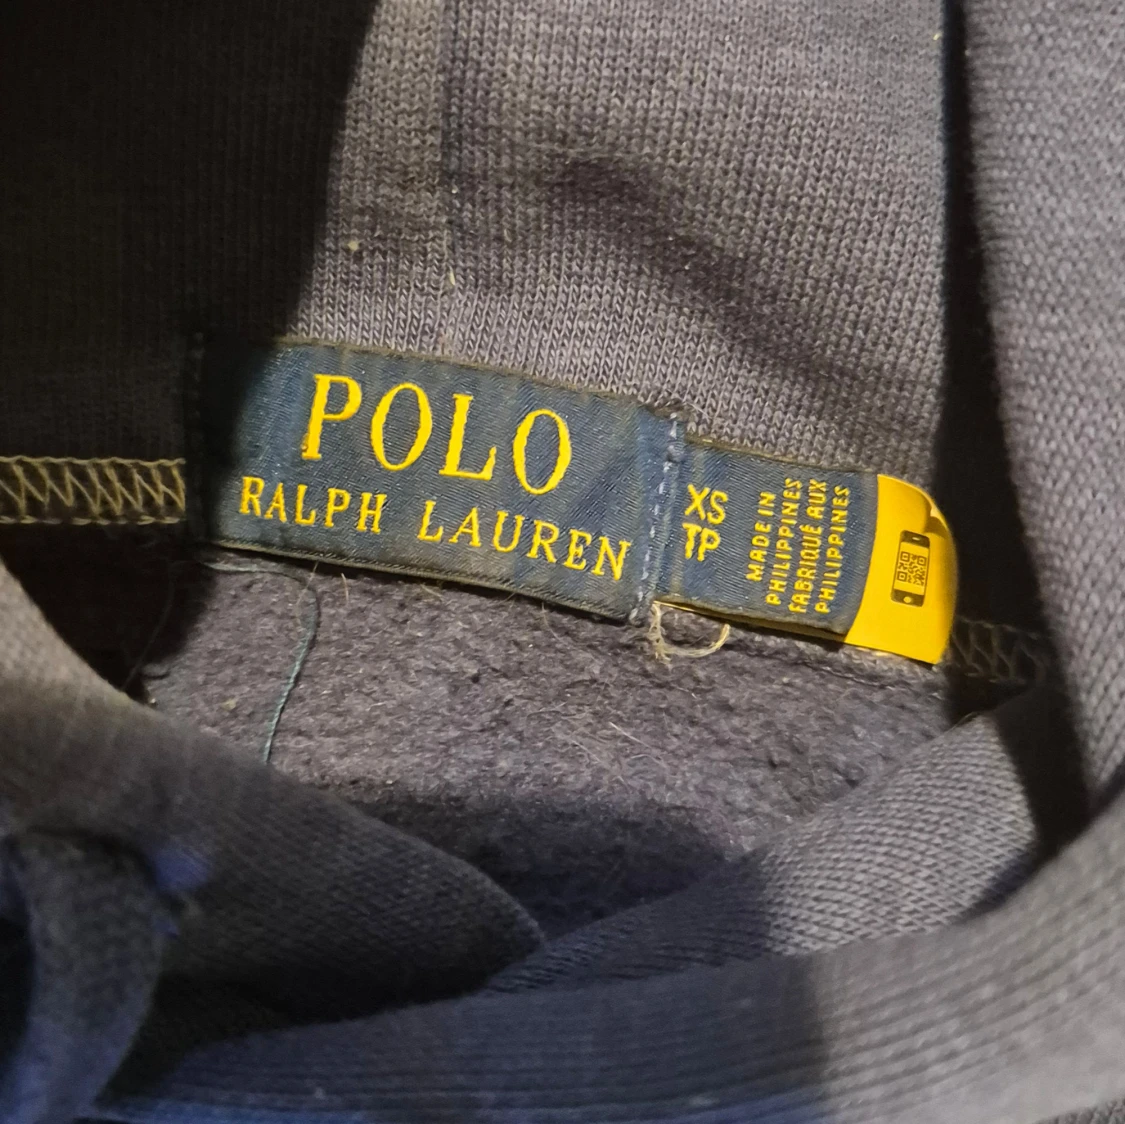 POLO
RALPH LAUREN
XS
TP
MADE IN
PHILIPPINES
FABRIQUÉ AUX
PHILIPPINES